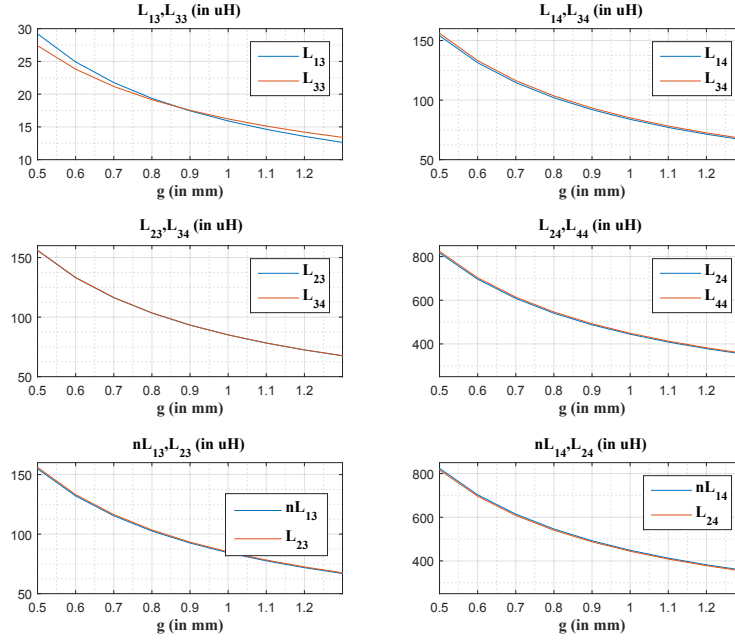 L₁₃,L₃₃ (in uH)
30
25
20
15
10
L₁₃
L₃₃
0.5 0.6 0.7 0.8 0.9 1 1.1 1.2
g (in mm)
L₁₄,L₃₄ (in uH)
150
100
50
L₁₄
L₃₄
0.5 0.6 0.7 0.8 0.9 1 1.1 1.2
g (in mm)
L₂₃,L₃₄ (in uH)
150
100
50
L₂₃
L₃₄
0.5 0.6 0.7 0.8 0.9 1 1.1 1.2
g (in mm)
L₂₄,L₄₄ (in uH)
800
600
400
L₂₄
L₄₄
0.5 0.6 0.7 0.8 0.9 1 1.1 1.2
g (in mm)
nL₁₃,L₂₃ (in uH)
150
100
50
nL₁₃
L₂₃
0.5 0.6 0.7 0.8 0.9 1 1.1 1.2
g (in mm)
nL₁₄,L₂₄ (in uH)
800
600
400
nL₁₄
L₂₄
0.5 0.6 0.7 0.8 0.9 1 1.1 1.2
g (in mm)